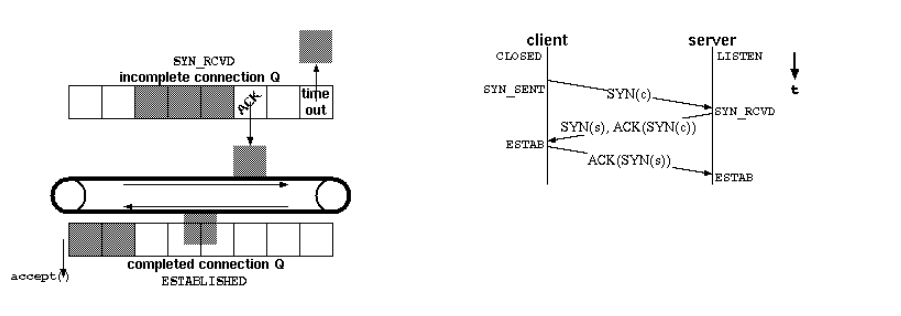 SYN_RCVD
incomplete connection Q
ACK
time
out
completed connection Q
ESTABLISHED
accept()
client
server
CLOSED
LISTEN
t
SYN_SENT
SYN(c)
SYN_RCVD
SYN(s), ACK(SYN(c))
ESTAB
ACK(SYN(s))
ESTAB